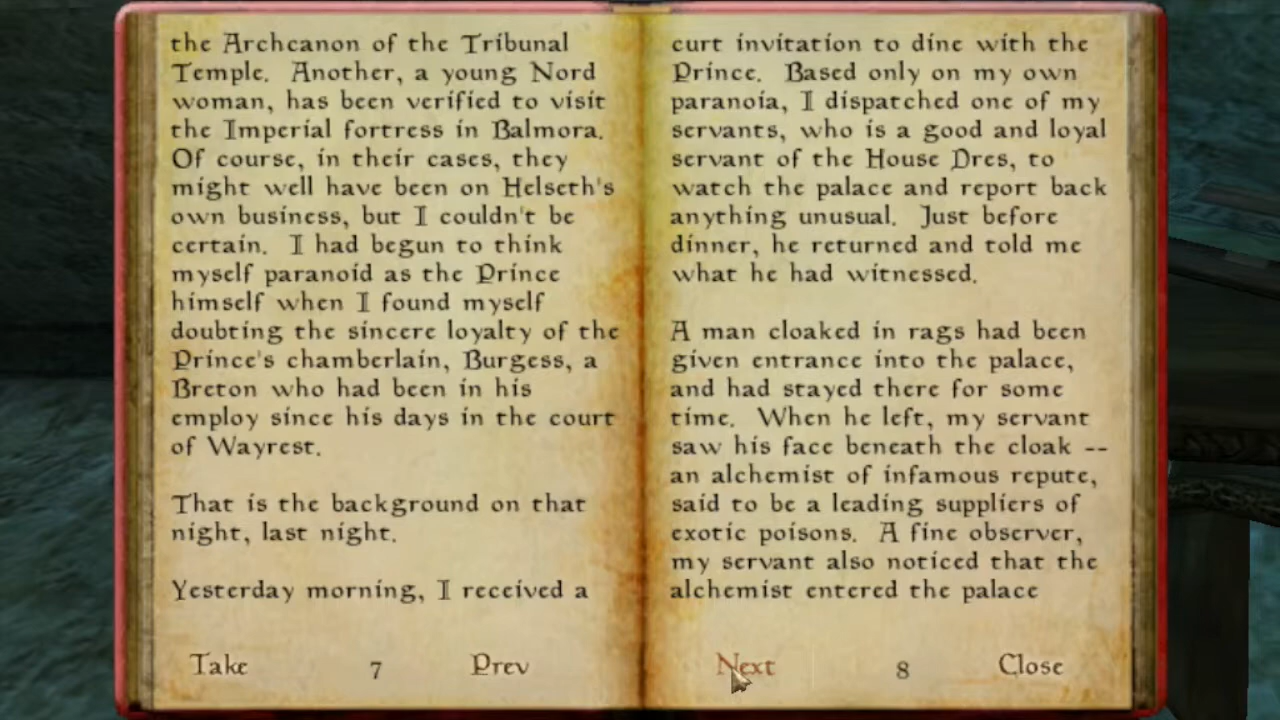 the Archcanon of the Tribunal
Temple. Another, a young Nord
woman, has been verified to visit
the Imperial fortress in Balmora.
Of course, in their cases, they
might well have been on Helseth's
own business, but I couldn't be
certain. I had begun to think
myself paranoid as the Prince
himself when I found myself
doubting the sincere loyalty of the
Prince's chamberlain, Burgess, a
Breton who had been in his
employ since his days in the court
of Wayrest.
That is the background on that
night, last night.
Yesterday morning, I received a
curt invitation to dine with the
Prince. Based only on my own
paranoia, I dispatched one of my
servants, who is a good and loyal
servant of the House Dres, to
watch the palace and report back
anything unusual. Just before
dinner, he returned and told me
what he had witnessed.
A man cloaked in rags had been
given entrance into the palace,
and had stayed there for some
time. When he left, my servant
saw his face beneath the cloak --
an alchemist of infamous repute,
said to be a leading suppliers of
exotic poisons. A fine observer,
my servant also noticed that the
alchemist entered the palace
Take 7 Prev Next 8 Close